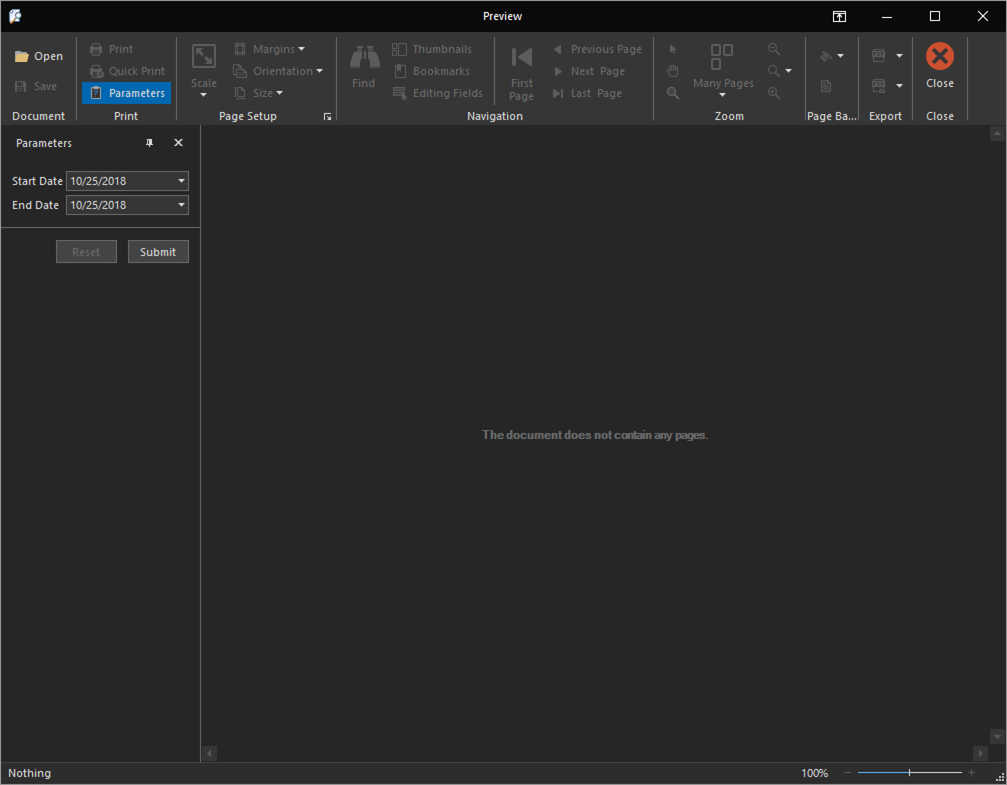 Preview
Open
Save
Document
Print
Quick Print
Parameters
Print
Scale
Margins
Orientation
Size
Page Setup
Find
Thumbnails
Bookmarks
Editing Fields
First
Page
Previous Page
Next Page
Last Page
Navigation
Many Pages
Zoom
Page Ba...
Export
Close
Close
Parameters
Start Date 10/25/2018
End Date 10/25/2018
Reset Submit
The document does not contain any pages.
Nothing
100%